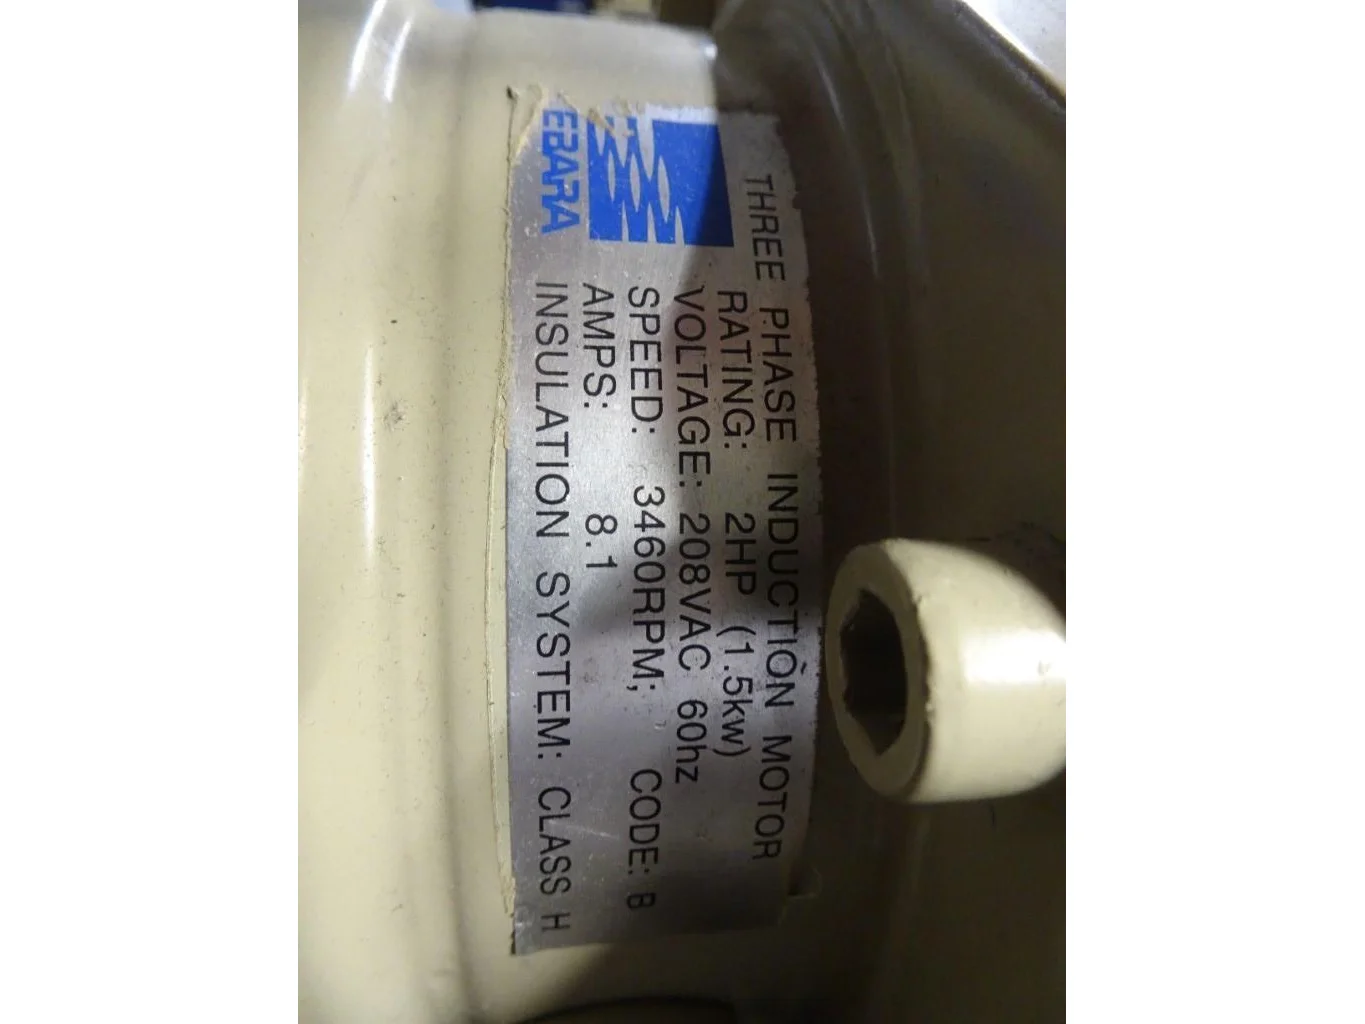 EBARA
THREE PHASE INDUCTION MOTOR
RATING: 2HP (1.5kw)
VOLTAGE: 208VAC 60hz
SPEED: 3460RPM; CODE: B
AMPS: 8.1
INSULATION SYSTEM: CLASS H